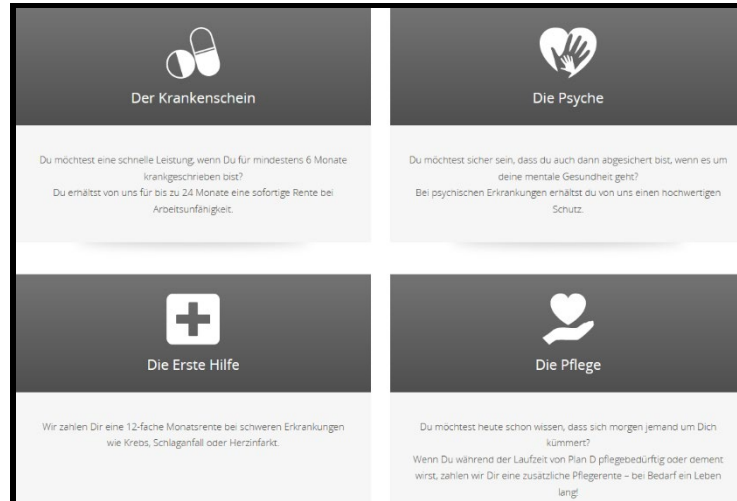 Der Krankenschein
Du möchtest eine schnelle Leistung, wenn Du für mindestens 6 Monate
krankgeschrieben bist?
Du erhältst von uns für bis zu 24 Monate eine sofortige Rente bei
Arbeitsunfähigkeit.
Die Psyche
Du möchtest sicher sein, dass du auch dann abgesichert bist, wenn es um
deine mentale Gesundheit geht?
Bei psychischen Erkrankungen erhältst du von uns einen hochwertigen
Schutz.
Die Erste Hilfe
Wir zahlen Dir eine 12-fache Monatsrente bei schweren Erkrankungen
wie Krebs, Schlaganfall oder Herzinfarkt.
Die Pflege
Du möchtest heute schon wissen, dass sich morgen jemand um Dich
kümmert?
Wenn Du während der Laufzeit von Plan D pflegebedürftig oder dement
wirst, zahlen wir Dir eine zusätzliche Pflegerente – bei Bedarf ein Leben
lang!